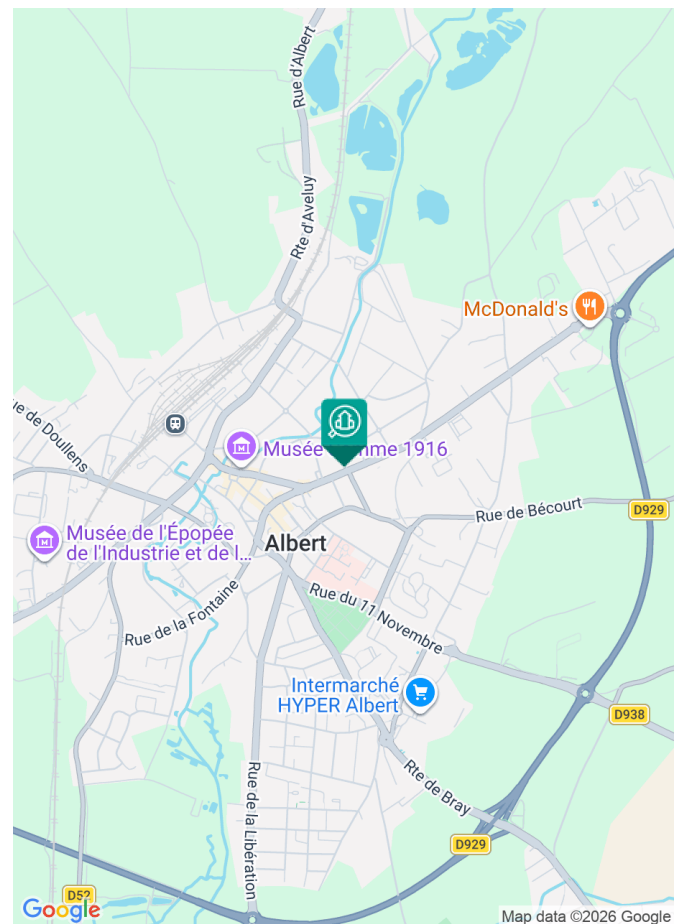 Rue d'Albert
Rte d'Aveluy
McDonald's
ue de Doullens
Musée
mme 1916
D929
Rue de Bécourt
Musée de l'Épopée
de l'Industrie et de l...
Albert
Rue du 11 Novembre
Rue de la Fontaine
Intermarché
HYPER Albert
D938
Rte de Bray
Rue de la Libération
D929
D52
Google
Map data ©2026 Google